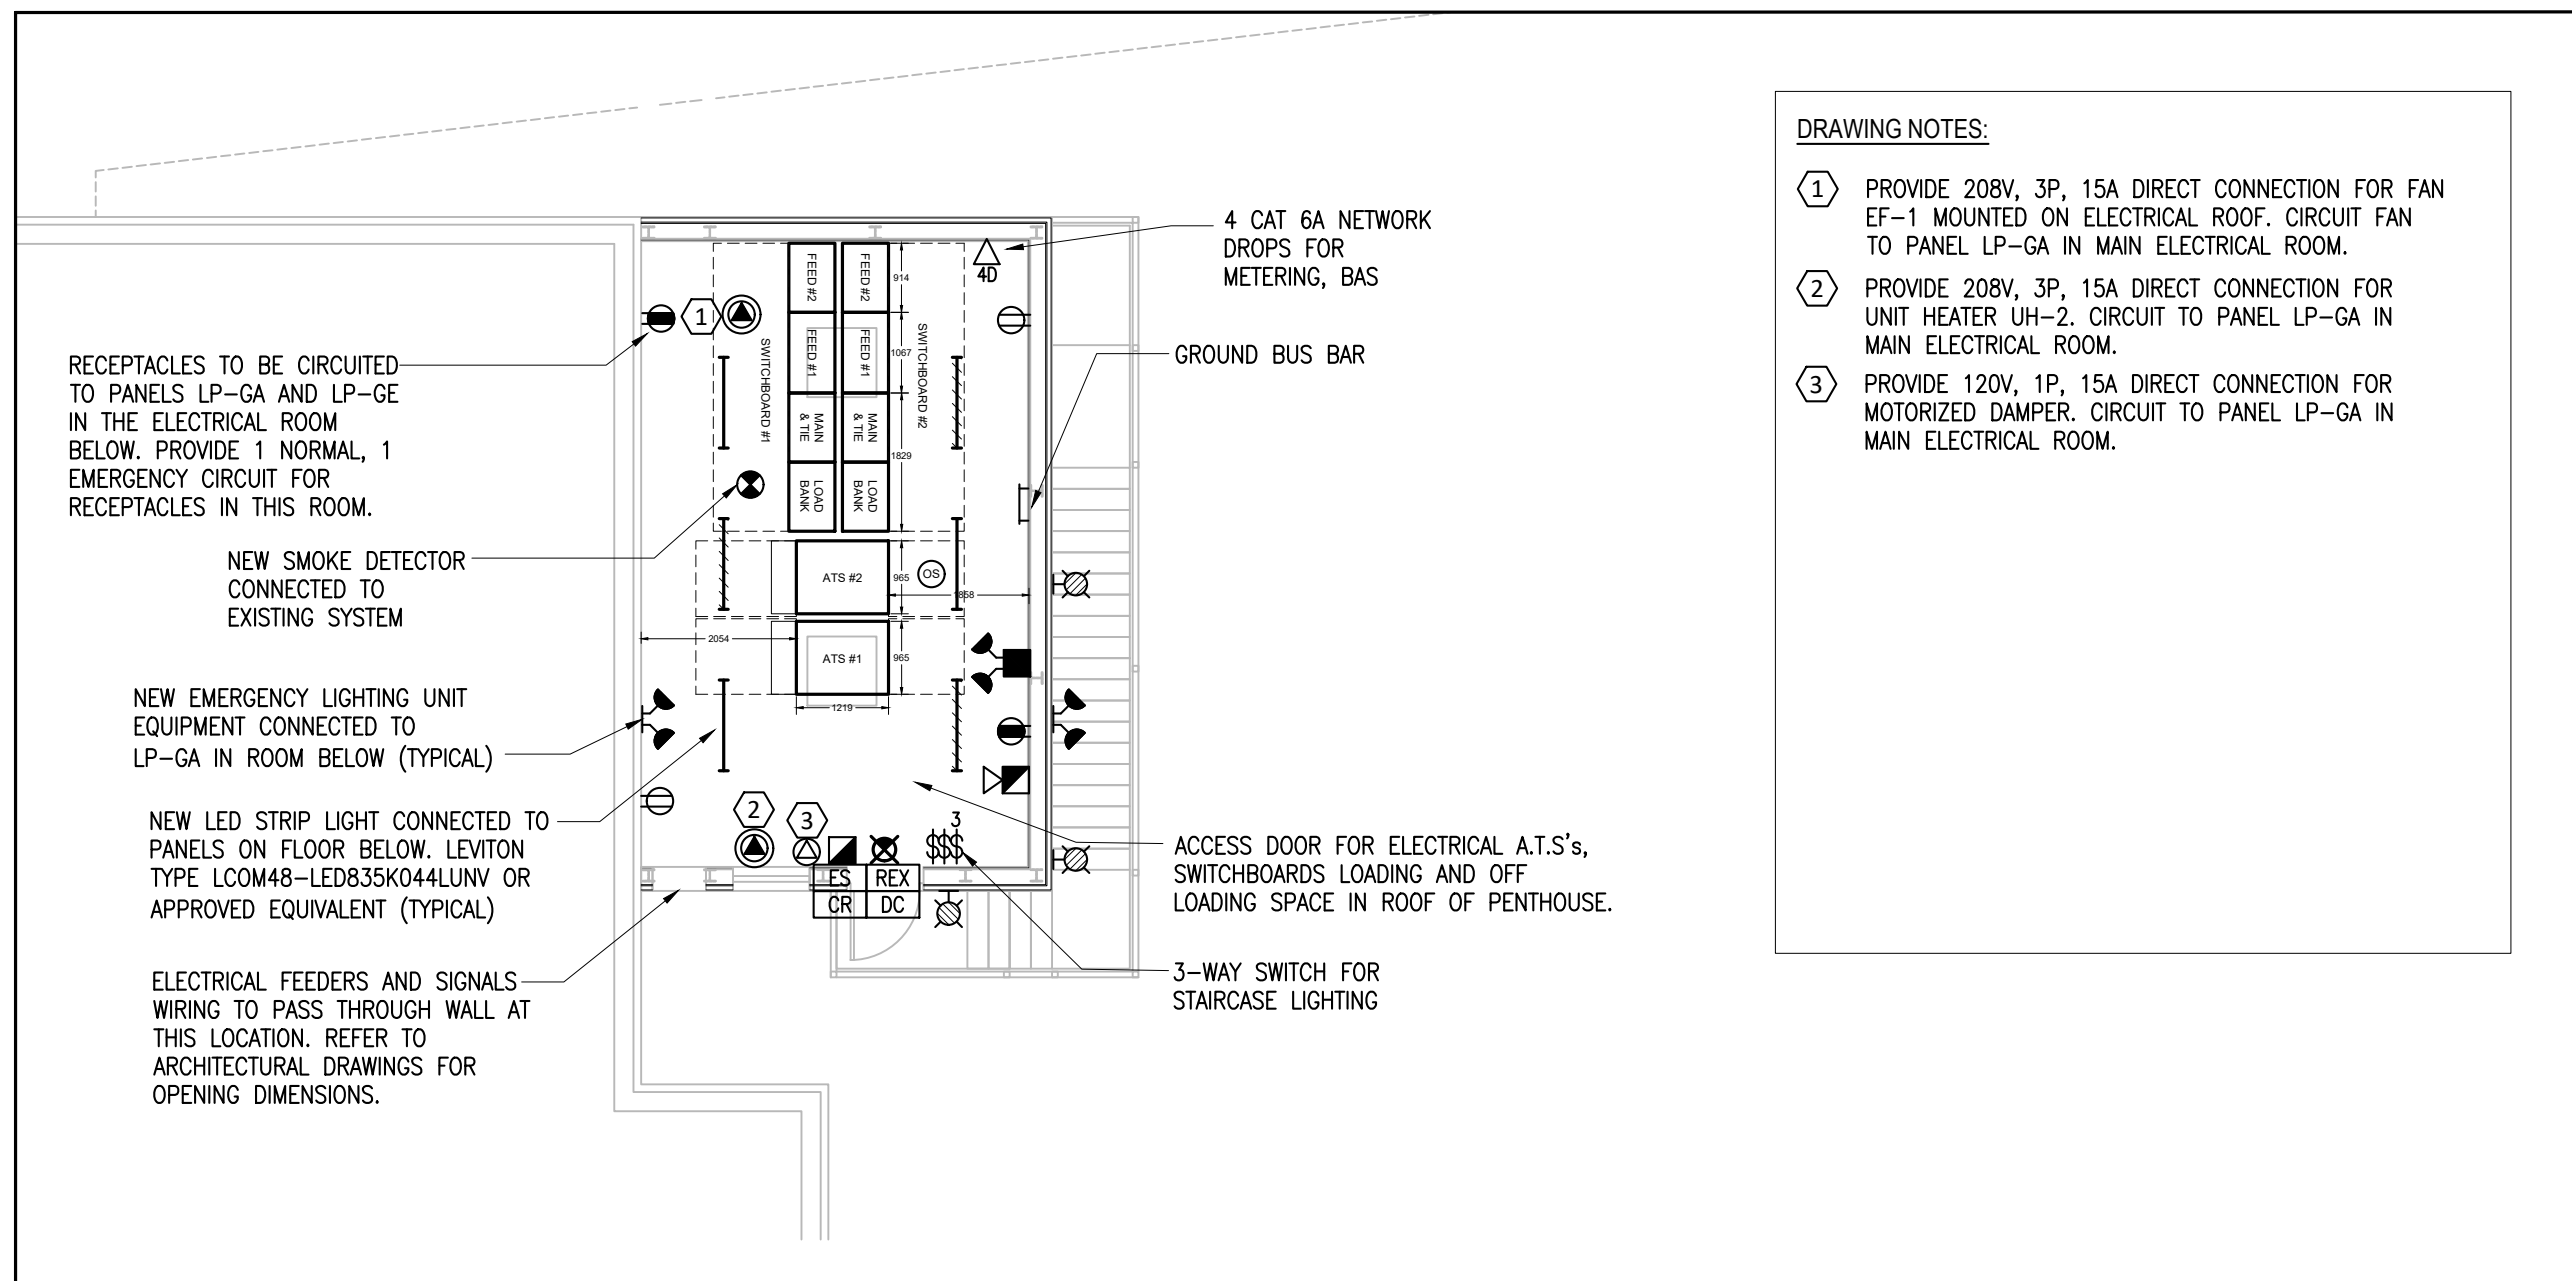 RECEPTACLES TO BE CIRCUITED
TO PANELS LP-GA AND LP-GE
IN THE ELECTRICAL ROOM
BELOW. PROVIDE 1 NORMAL, 1
EMERGENCY CIRCUIT FOR
RECEPTACLES IN THIS ROOM.
NEW SMOKE DETECTOR
CONNECTED TO
EXISTING SYSTEM
NEW EMERGENCY LIGHTING UNIT
EQUIPMENT CONNECTED TO
LP-GA IN ROOM BELOW (TYPICAL)
NEW LED STRIP LIGHT CONNECTED TO
PANELS ON FLOOR BELOW. LEVITON
TYPE LCOM48-LED835K044LUNV OR
APPROVED EQUIVALENT (TYPICAL)
ELECTRICAL FEEDERS AND SIGNALS
WIRING TO PASS THROUGH WALL AT
THIS LOCATION. REFER TO
ARCHITECTURAL DRAWINGS FOR
OPENING DIMENSIONS.
1
SWITCHBOARD #1
FEED #2
FEED #1
MAIN
& TIE
LOAD
BANK
FEED #2
FEED #1
MAIN
& TIE
LOAD
BANK
SWITCHBOARD #2
914
1067
1829
4D
ATS #2
965
OS
1858
2054
ATS #1
965
1219
2
3
3
$$$
ES
REX
CR
DC
4 CAT 6A NETWORK
DROPS FOR
METERING, BAS
GROUND BUS BAR
ACCESS DOOR FOR ELECTRICAL A.T.S's,
SWITCHBOARDS LOADING AND OFF
LOADING SPACE IN ROOF OF PENTHOUSE.
3-WAY SWITCH FOR
STAIRCASE LIGHTING
DRAWING NOTES:
1 PROVIDE 208V, 3P, 15A DIRECT CONNECTION FOR FAN
EF-1 MOUNTED ON ELECTRICAL ROOF. CIRCUIT FAN
TO PANEL LP-GA IN MAIN ELECTRICAL ROOM.
2 PROVIDE 208V, 3P, 15A DIRECT CONNECTION FOR
UNIT HEATER UH-2. CIRCUIT TO PANEL LP-GA IN
MAIN ELECTRICAL ROOM.
3 PROVIDE 120V, 1P, 15A DIRECT CONNECTION FOR
MOTORIZED DAMPER. CIRCUIT TO PANEL LP-GA IN
MAIN ELECTRICAL ROOM.